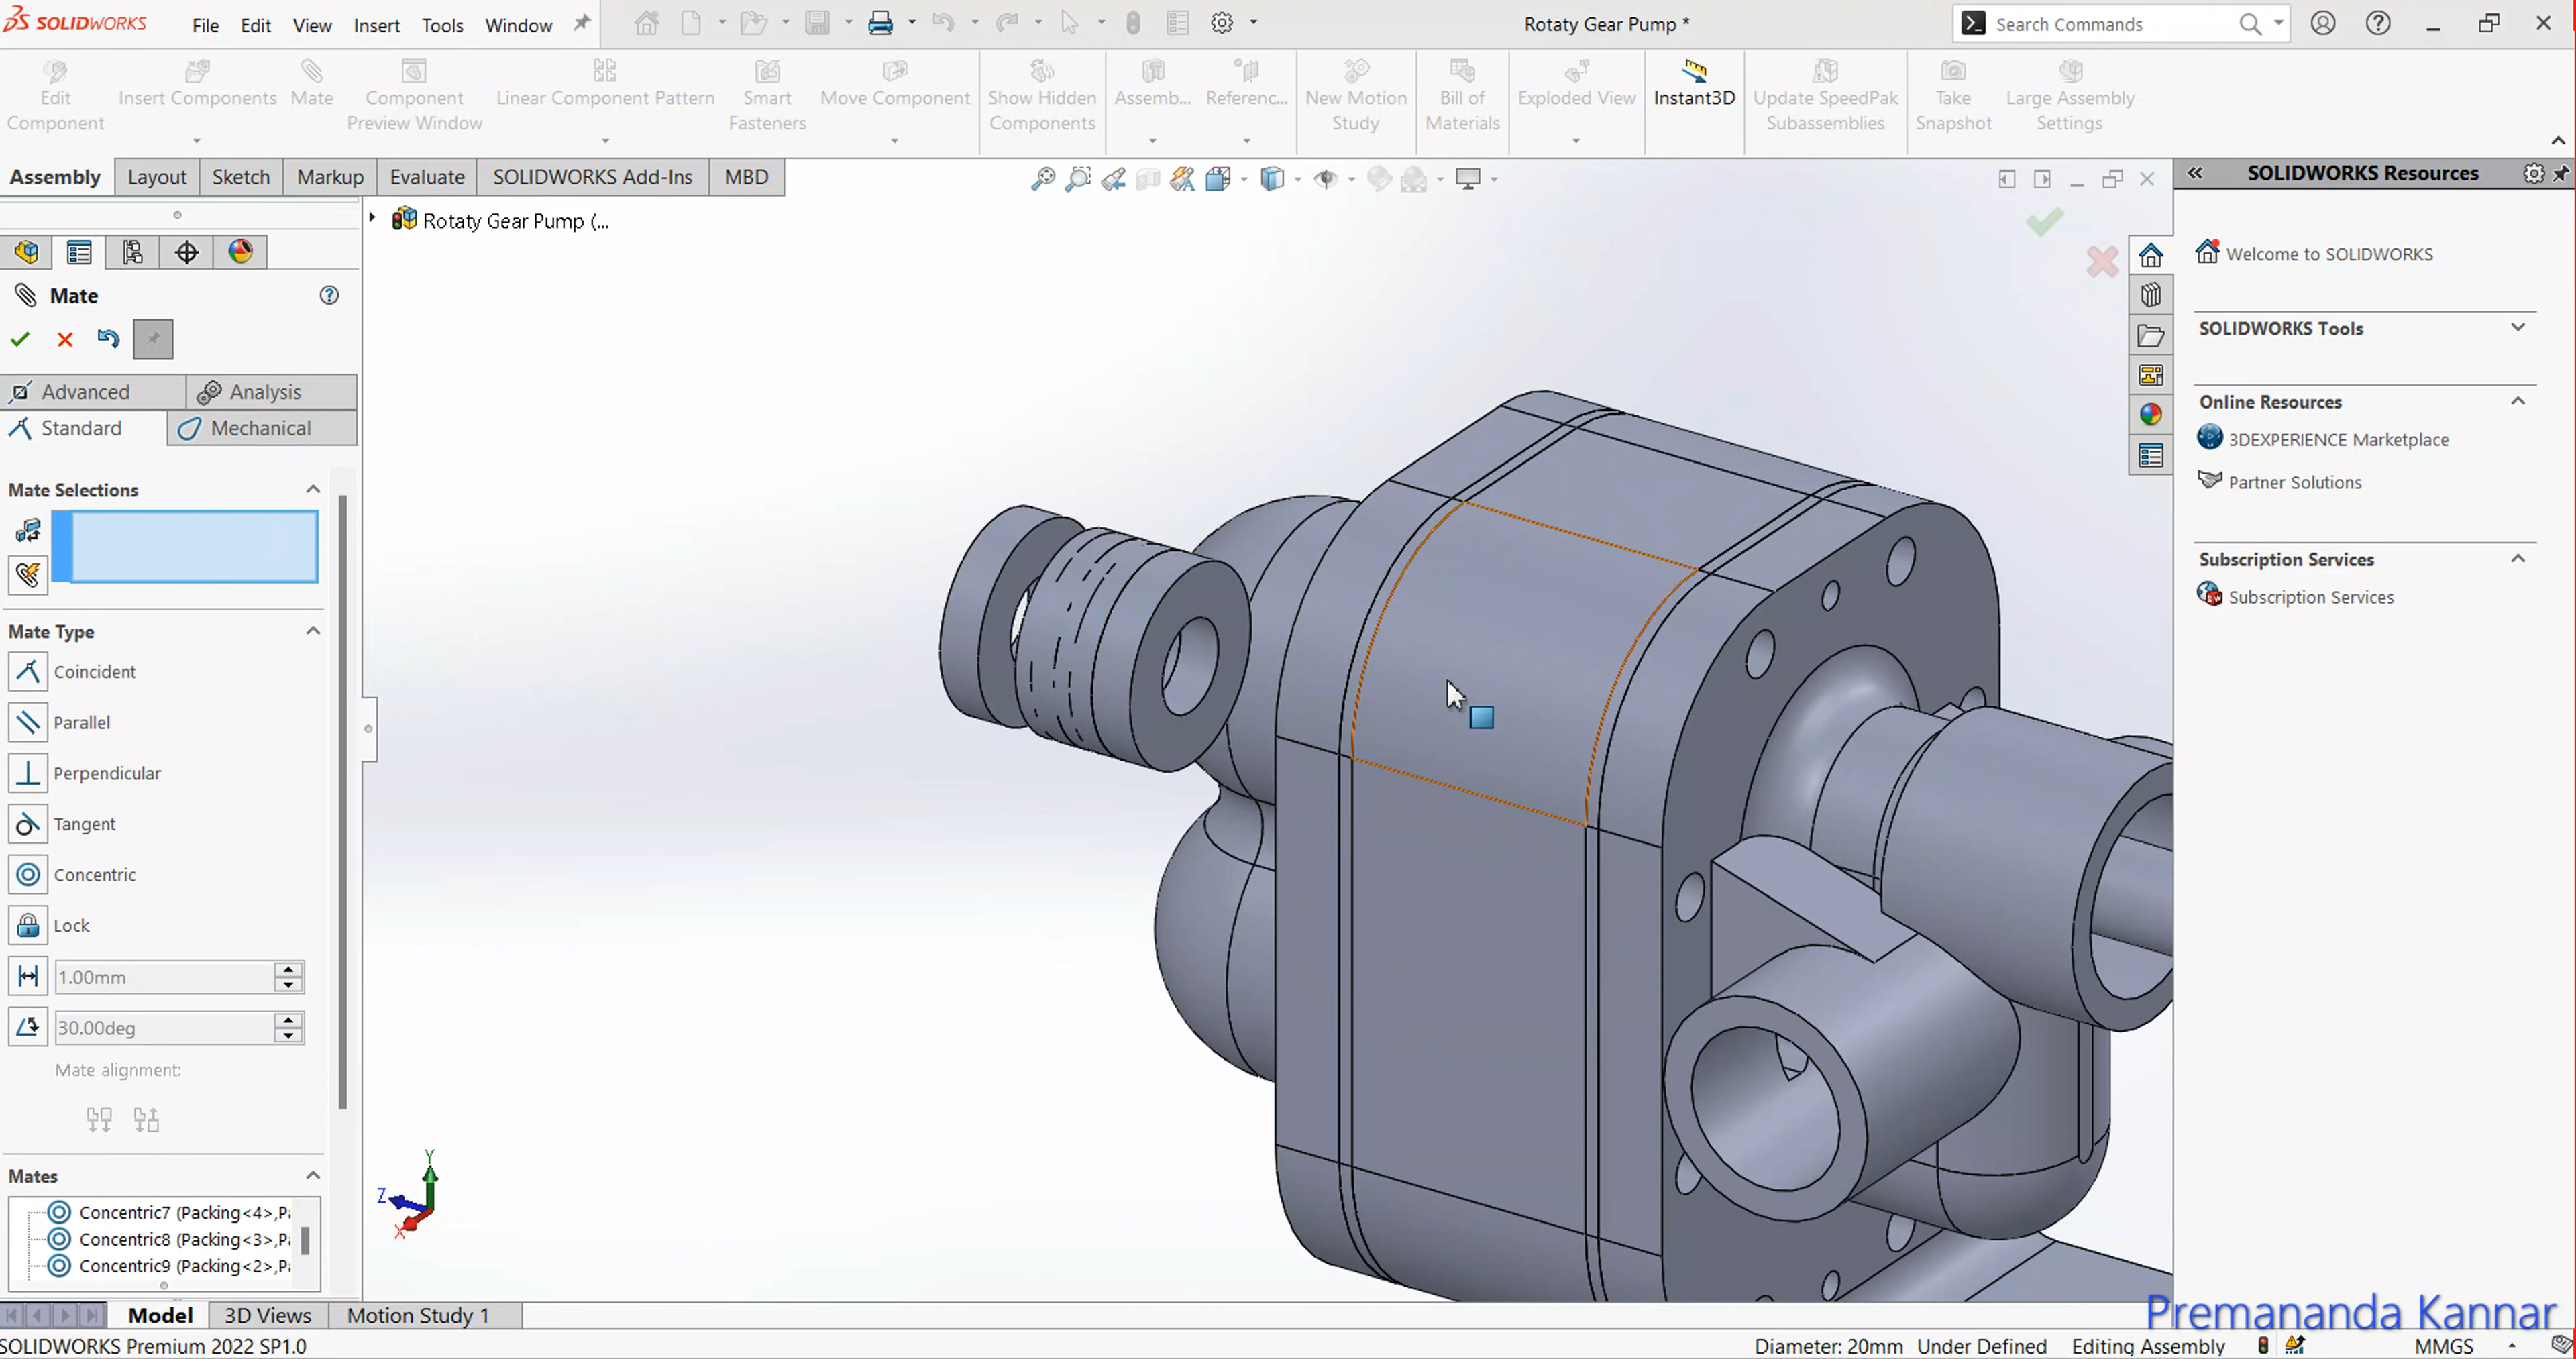 SOLIDWORKS File Edit View Insert Tools Window Rotaty Gear Pump * Search Commands
Edit Component
Insert Components
Mate
Component Preview Window
Linear Component Pattern
Smart Fasteners
Move Component
Show Hidden Components
Assemb...
Referenc...
New Motion Study
Bill of Materials
Exploded View
Instant3D
Update SpeedPak Subassemblies
Take Snapshot
Large Assembly Settings
Assembly Layout Sketch Markup Evaluate SOLIDWORKS Add-Ins MBD
Rotaty Gear Pump (...
Mate
Advanced Analysis
Standard Mechanical
Mate Selections
Mate Type
Coincident
Parallel
Perpendicular
Tangent
Concentric
Lock
1.00mm
30.00deg
Mate alignment:
Mates
Concentric7 (Packing<4>,Pa
Concentric8 (Packing<3>,Pa
Concentric9 (Packing<2>,Pa
Y
Z
X
SOLIDWORKS Resources
Welcome to SOLIDWORKS
SOLIDWORKS Tools
Online Resources
3DEXPERIENCE Marketplace
Partner Solutions
Subscription Services
Subscription Services
Model 3D Views Motion Study 1
Premananda Kannar
SOLIDWORKS Premium 2022 SP1.0 Diameter: 20mm Under Defined Editing Assembly MMGS